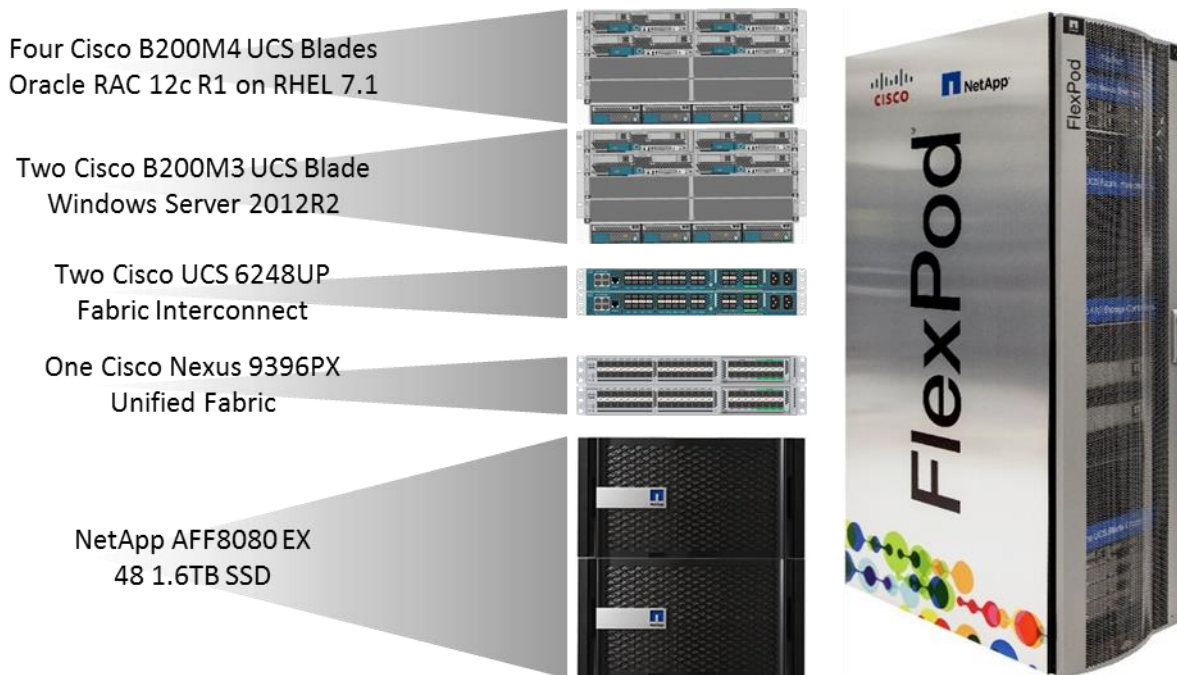 Four Cisco B200M4 UCS Blades
Oracle RAC 12c R1 on RHEL 7.1
Two Cisco B200M3 UCS Blade
Windows Server 2012R2
Two Cisco UCS 6248UP
Fabric Interconnect
One Cisco Nexus 9396PX
Unified Fabric
NetApp AFF8080 EX
48 1.6TB SSD
CISCO
NetApp
FlexPod
FlexPod
NetApp
NetApp